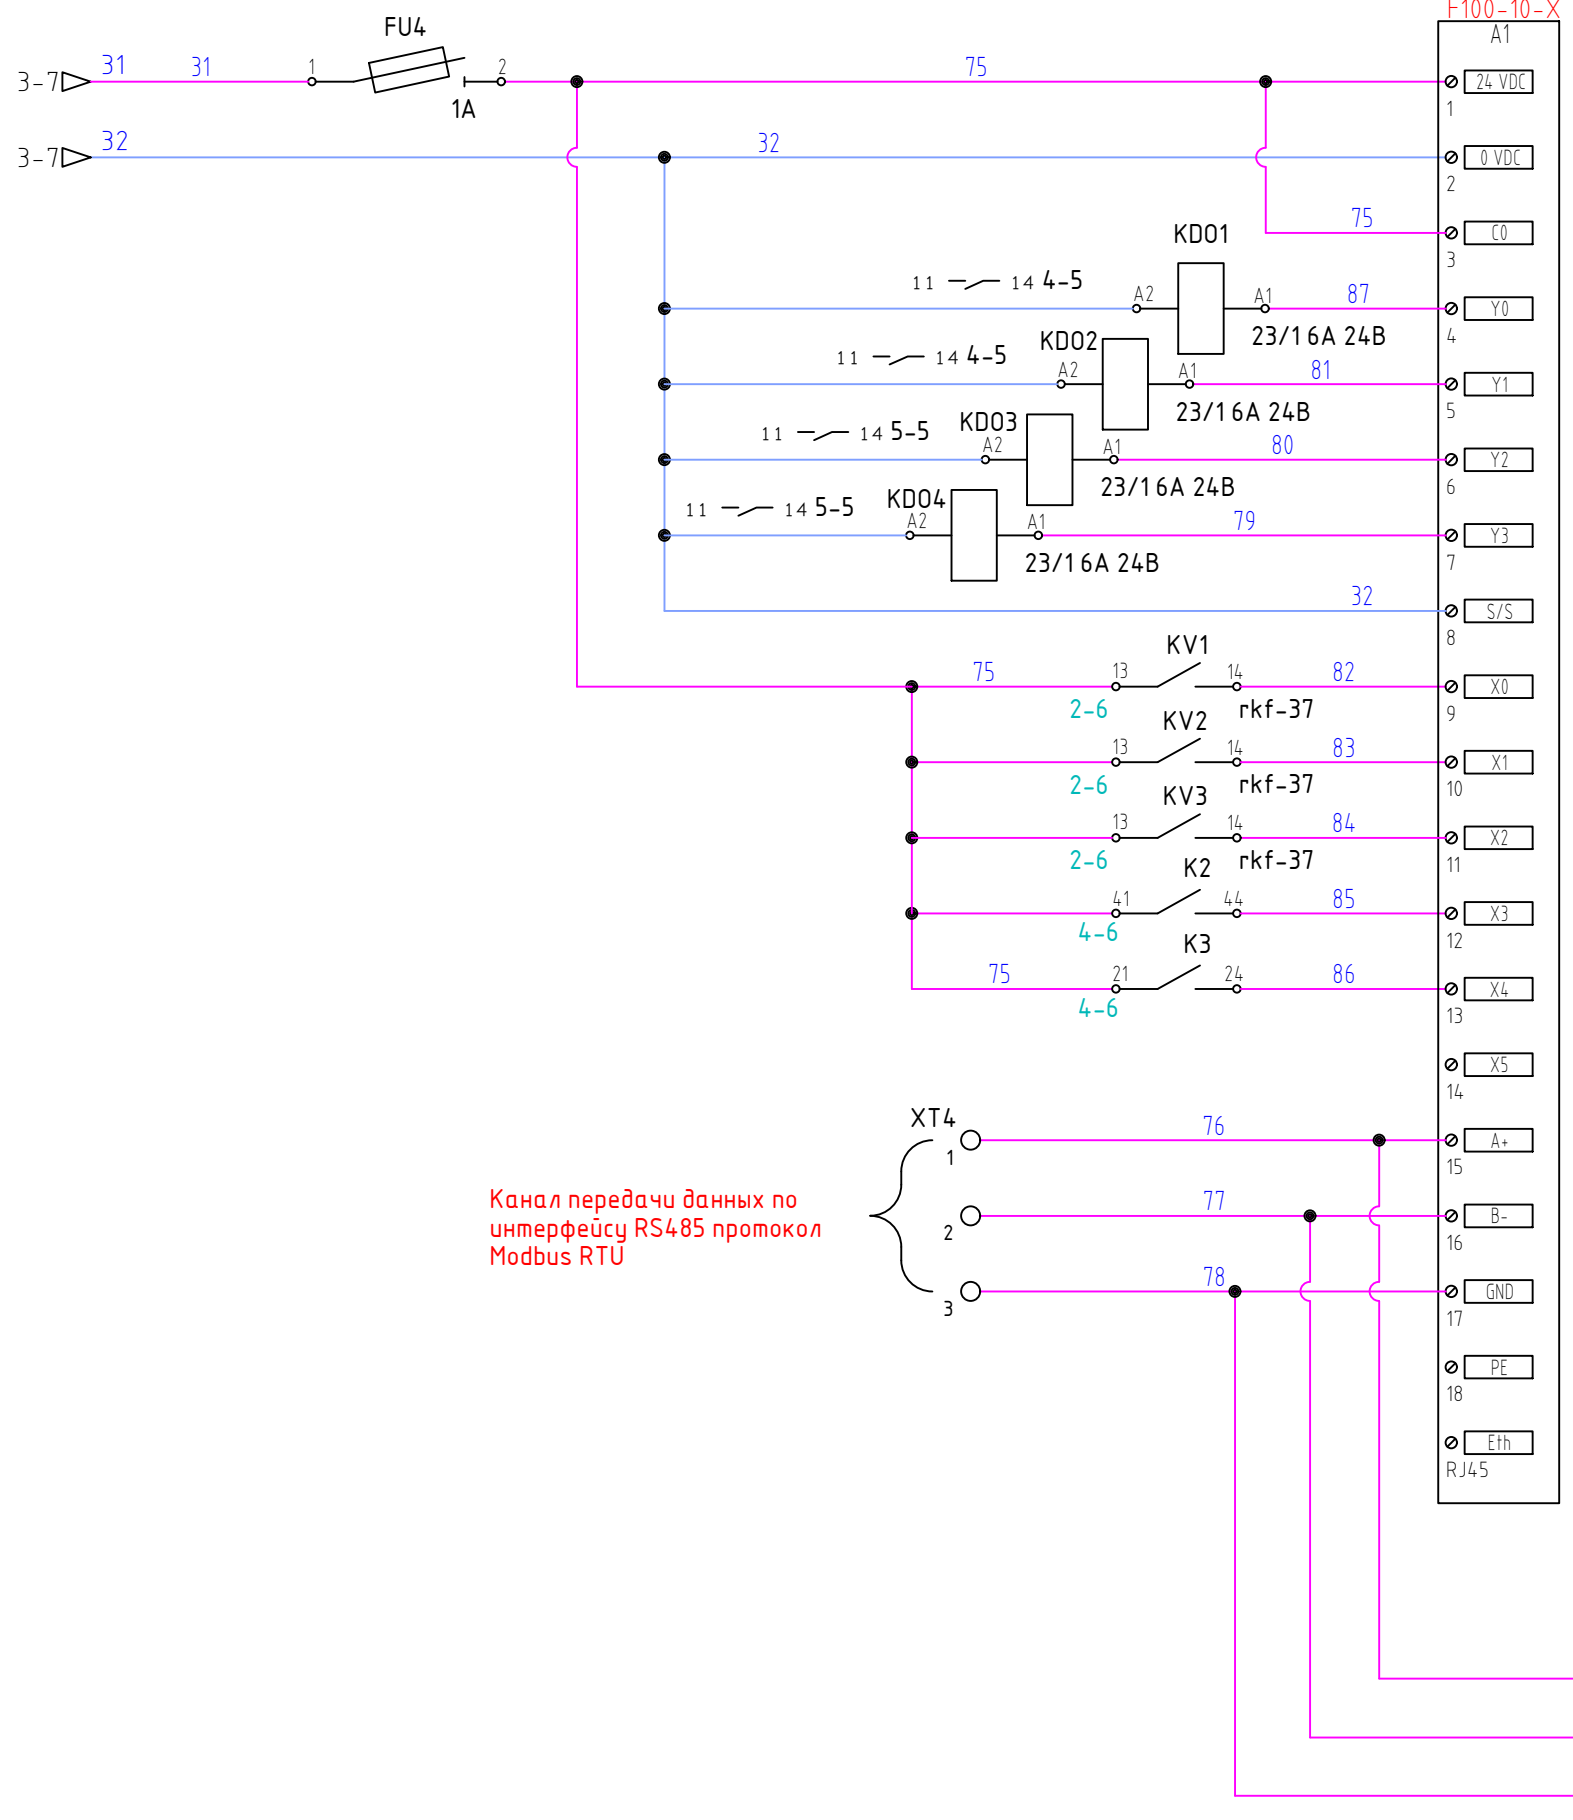 F100-10-X
A1
FU4
3-7 31 31 1 2 75 24 VDC
1A
1
3-7 32 32 0 VDC
2
75 C0
3
KD01
11 14 4-5 A2 A1 87 Y0
23/16А 24В
4
KD02
11 14 4-5 A2 A1 81 Y1
23/16А 24В
5
KD03
11 14 5-5 A2 A1 80 Y2
23/16А 24В
6
KD04
11 14 5-5 A2 A1 79 Y3
23/16А 24В
7
32 S/S
8
KV1
75 13 14 82 X0
2-6 rkf-37
9
KV2
13 14 83 X1
2-6 rkf-37
10
KV3
13 14 84 X2
2-6 rkf-37
11
K2
41 44 85 X3
4-6
12
K3
75 21 24 86 X4
4-6
13
X5
14
XT4
76 A+
1
15
77 B-
2
16
78 GND
3
17
Канал передачи данных по
интерфейсу RS485 протокол
Modbus RTU
PE
18
Eth
RJ45